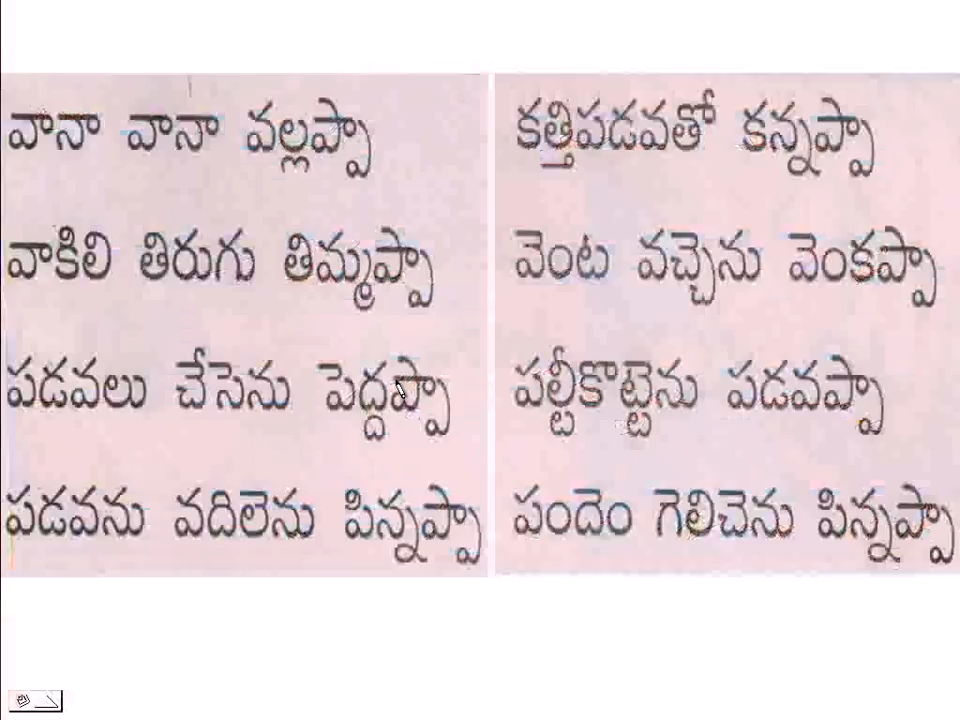 వానా వానా వల్లప్పా
వాకిలి తిరుగు తిమ్మప్పా
పడవలు చేసెను పెద్దప్పా
పడవను వదిలెను పిన్నప్పా
కత్తిపడవతో కన్నప్పా
వెంట వచ్చెను వెంకప్పా
పల్టీకొట్టెను పడవప్పా
పందెం గెలిచెను పిన్నప్పా